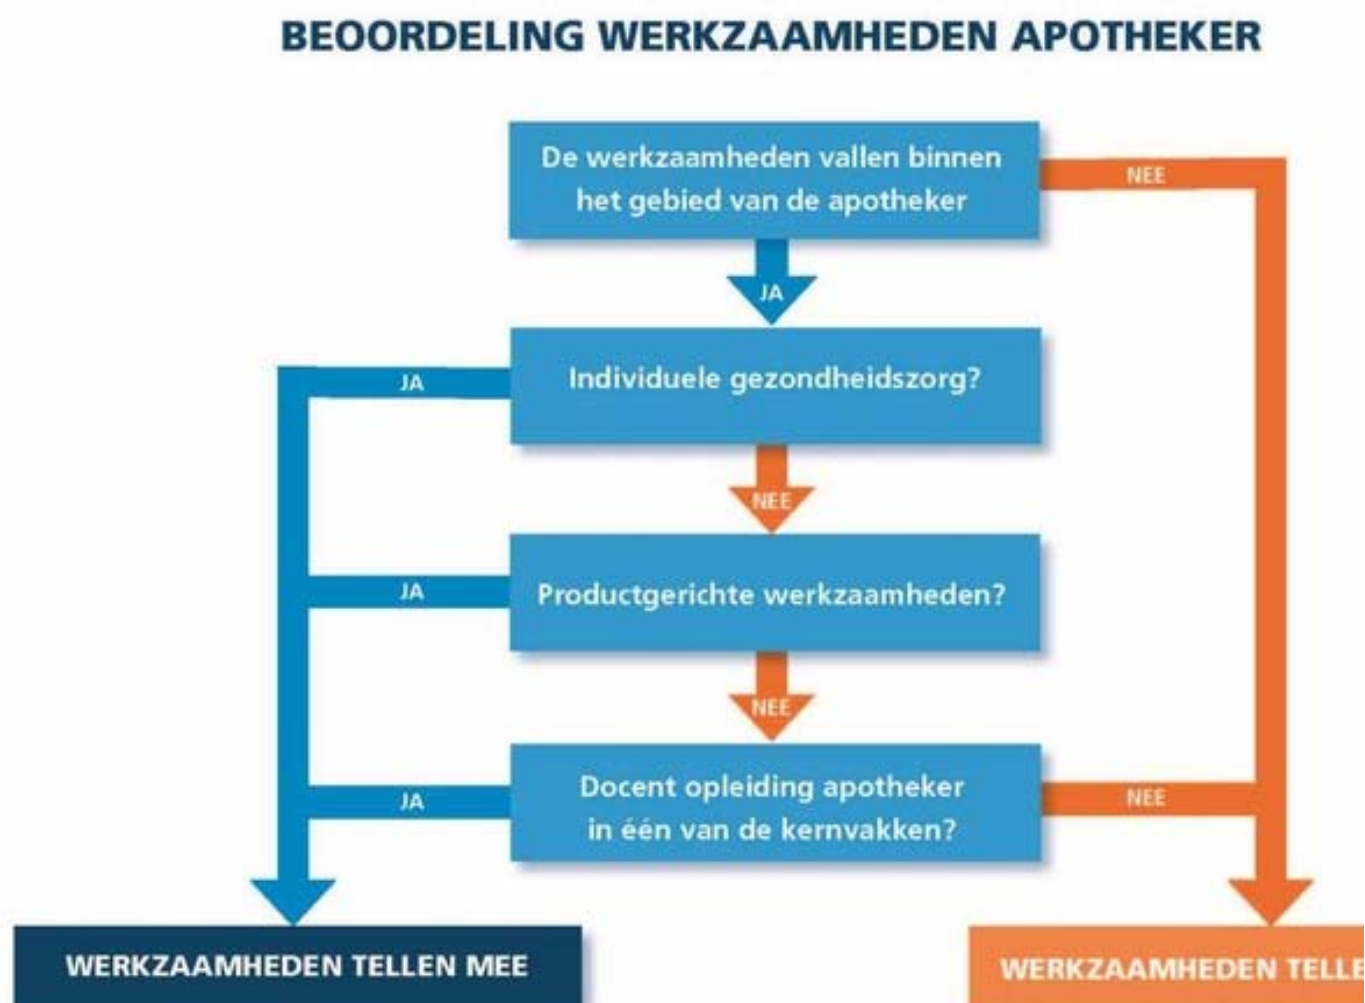 BEOORDELING WERKZAAMHEDEN APOTHEKER
De werkzaamheden vallen binnen
het gebied van de apotheker
NEE
JA
Individuele gezondheidszorg?
JA
NEE
Productgerichte werkzaamheden?
JA
NEE
Docent opleiding apotheker
in één van de kernvakken?
JA
NEE
WERKZAAMHEDEN TELLEN MEE
WERKZAAMHEDEN